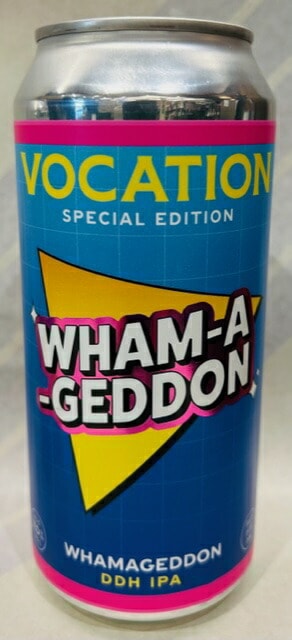 VOCATION
SPECIAL EDITION
WHAM-A
-GEDDON
WHAMAGEDDON
DDH IPA